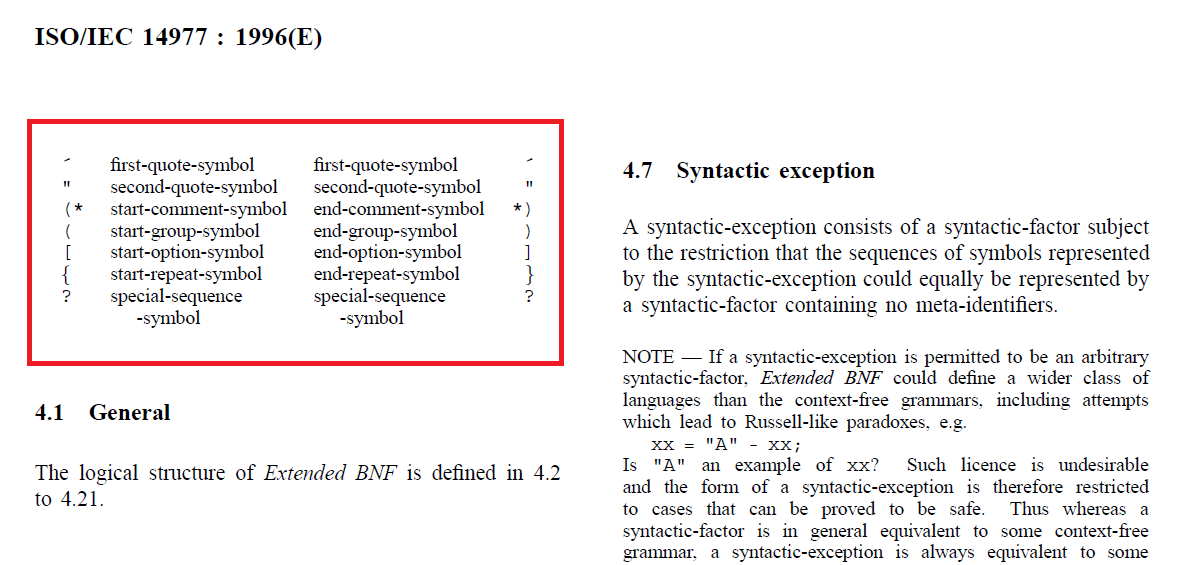 ISO/IEC 14977 : 1996(E)
´ first-quote-symbol first-quote-symbol ´
" second-quote-symbol second-quote-symbol "
(* start-comment-symbol end-comment-symbol *)
( start-group-symbol end-group-symbol )
[ start-option-symbol end-option-symbol ]
{ start-repeat-symbol end-repeat-symbol }
? special-sequence special-sequence ?
-symbol -symbol
4.1 General
The logical structure of Extended BNF is defined in 4.2
to 4.21.
4.7 Syntactic exception
A syntactic-exception consists of a syntactic-factor subject
to the restriction that the sequences of symbols represented
by the syntactic-exception could equally be represented by
a syntactic-factor containing no meta-identifiers.
NOTE — If a syntactic-exception is permitted to be an arbitrary
syntactic-factor, Extended BNF could define a wider class of
languages than the context-free grammars, including attempts
which lead to Russell-like paradoxes, e.g.
xx = "A" - xx;
Is "A" an example of xx? Such licence is undesirable
and the form of a syntactic-exception is therefore restricted
to cases that can be proved to be safe. Thus whereas a
syntactic-factor is in general equivalent to some context-free
grammar, a syntactic-exception is always equivalent to some